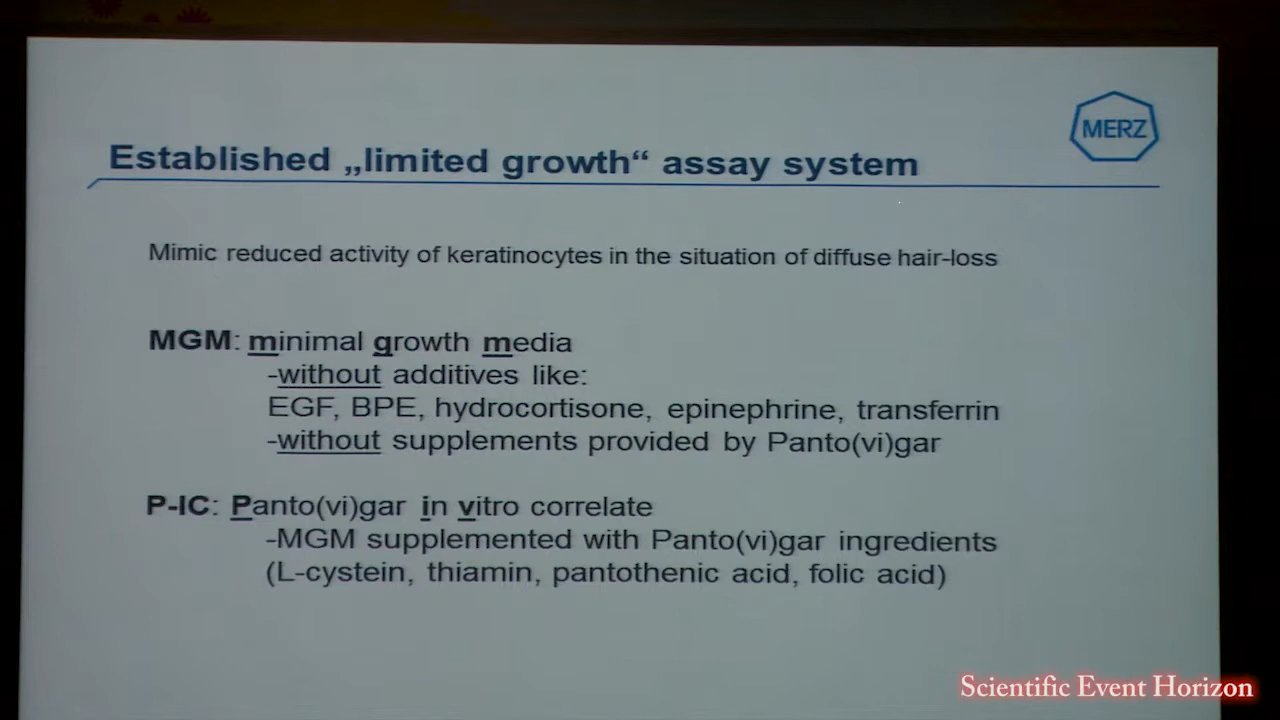 MERZ
Established „limited growth“ assay system
Mimic reduced activity of keratinocytes in the situation of diffuse hair-loss
MGM: minimal growth media
-without additives like:
EGF, BPE, hydrocortisone, epinephrine, transferrin
-without supplements provided by Panto(vi)gar
P-IC: Panto(vi)gar in vitro correlate
-MGM supplemented with Panto(vi)gar ingredients
(L-cystein, thiamin, pantothenic acid, folic acid)
Scientific Event Horizon